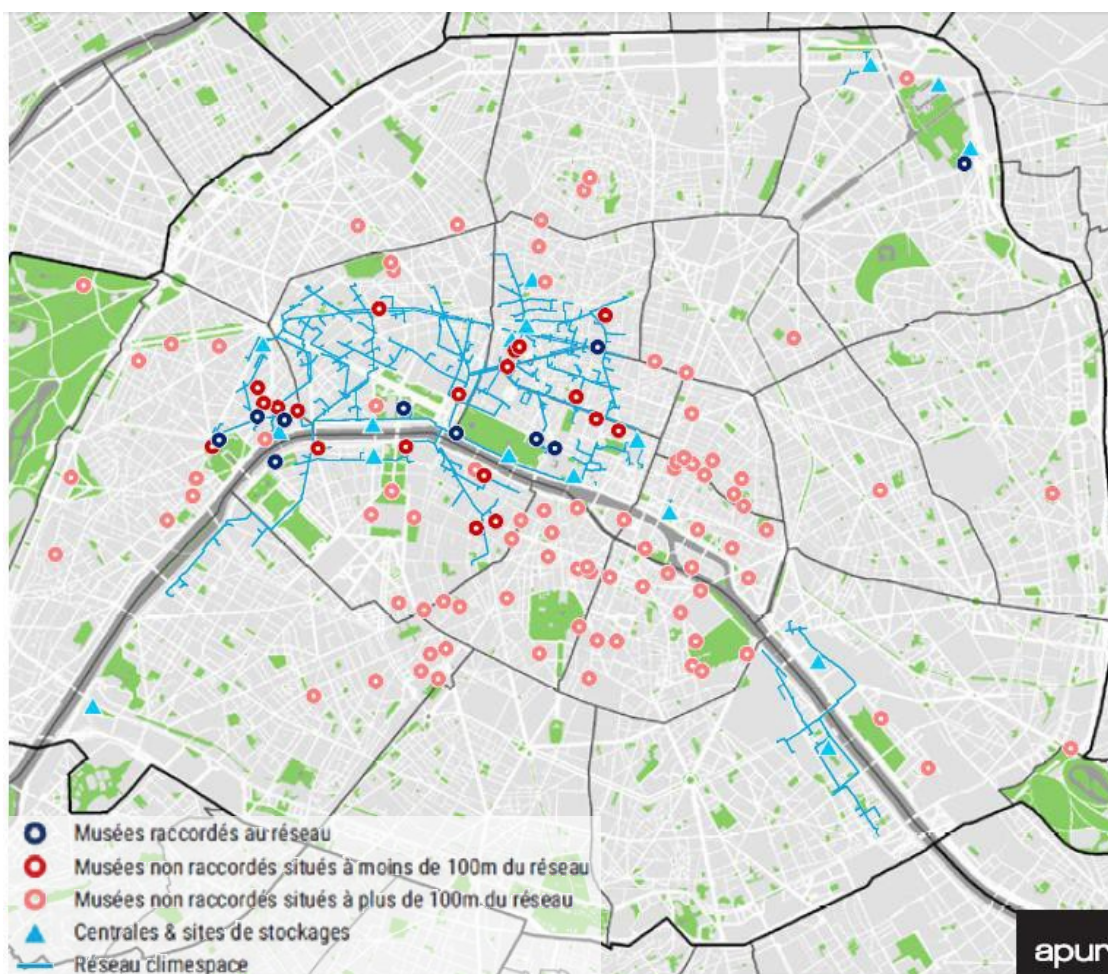 Musées raccordés au réseau
Musées non raccordés situés à moins de 100m du réseau
Musées non raccordés situés à plus de 100m du réseau
Centrales & sites de stockages
Réseau climespace
apur